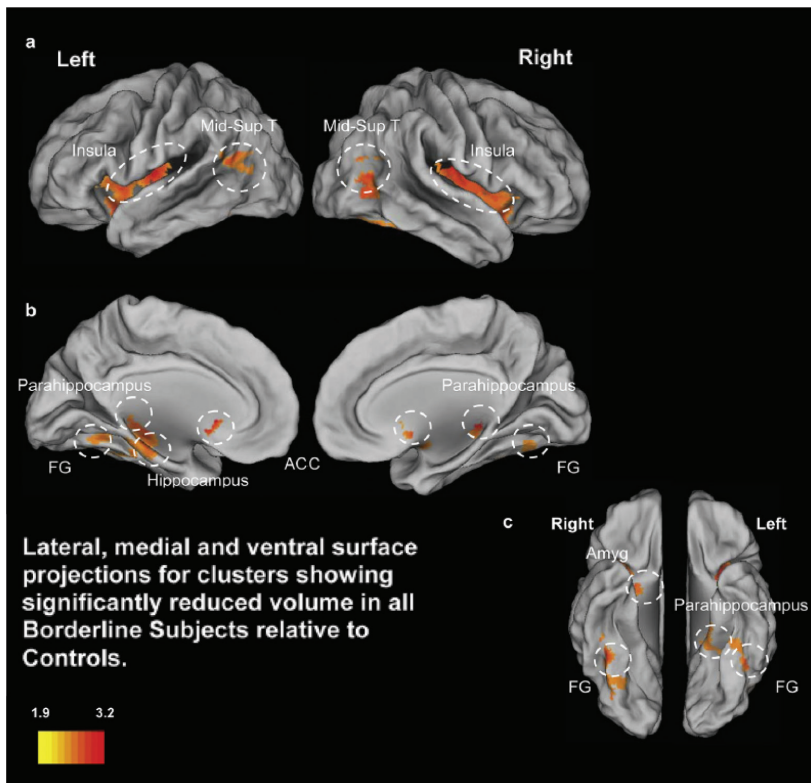 a
Left
Right
Mid-Sup T
Mid-Sup T
Insula
Insula
b
Parahippocampus
Parahippocampus
FG
Hippocampus
ACC
FG
Lateral, medial and ventral surface
projections for clusters showing
significantly reduced volume in all
Borderline Subjects relative to
Controls.
1.9
3.2
c
Right
Left
Amyg
Parahippocampus
FG
FG